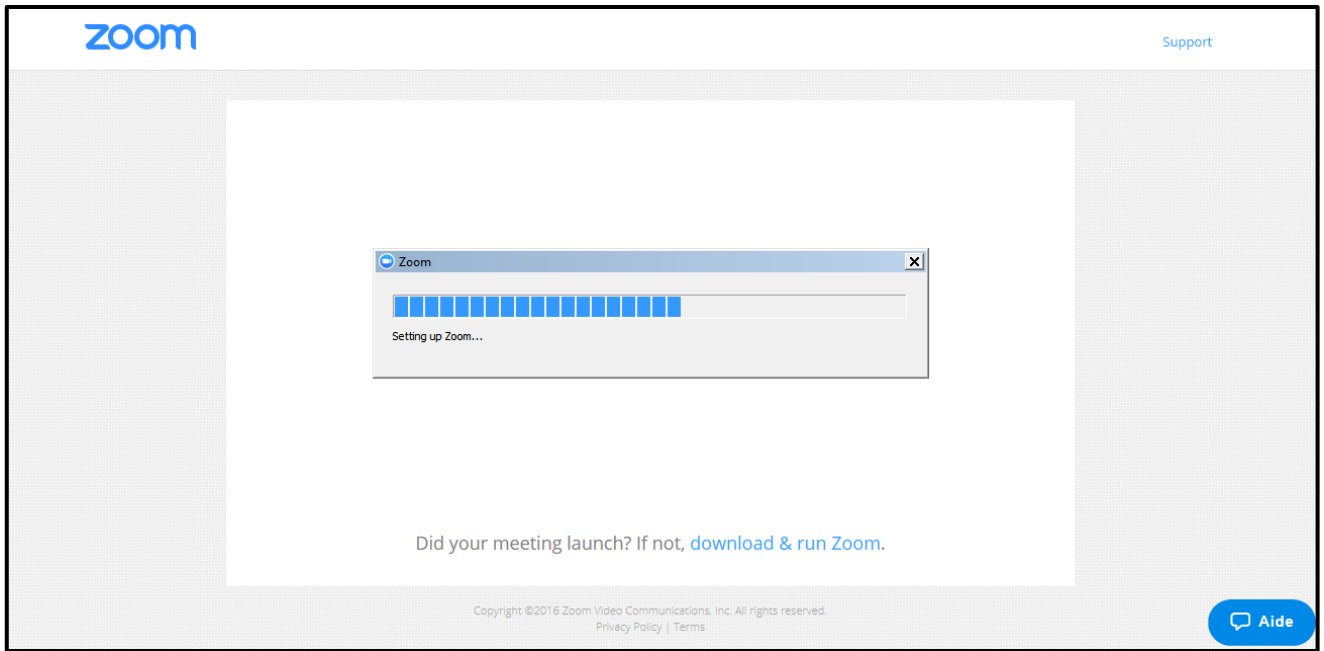 zoom
Support
Zoom
Setting up Zoom...
Did your meeting launch? If not, download & run Zoom.
Copyright ©2016 Zoom Video Communications, Inc. All rights reserved.
Privacy Policy | Terms
Aide